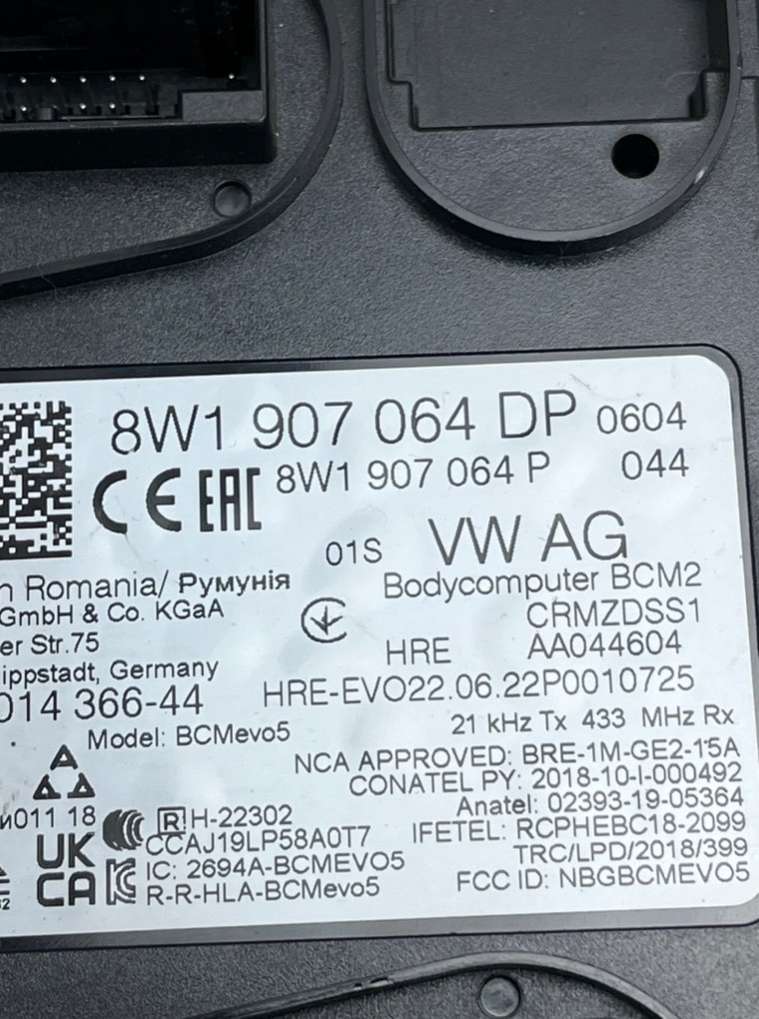 8W1 907 064 DP 0604
CE EAC 8W1 907 064 P 044
01S VW AG
Romania/ Румунія Bodycomputer BCM2
GmbH & Co. KGaA CRMZDSS1
Str.75 HRE AA044604
Germany
014 366-44 HRE-EVO22.06.22P0010725
Model: BCMevo5 21 kHz Tx 433 MHz Rx
NCA APPROVED: BRE-1M-GE2-15A
CONATEL PY: 2018-10-I-000492
011 18 R H-22302 Anatel: 02393-19-05364
UK CCAJ19LP58A0T7 IFETEL: RCPHEBC18-2099
CA IC: 2694A-BCMEVO5 TRC/LPD/2018/399
R-R-HLA-BCMevo5 FCC ID: NBGBCMEVO5